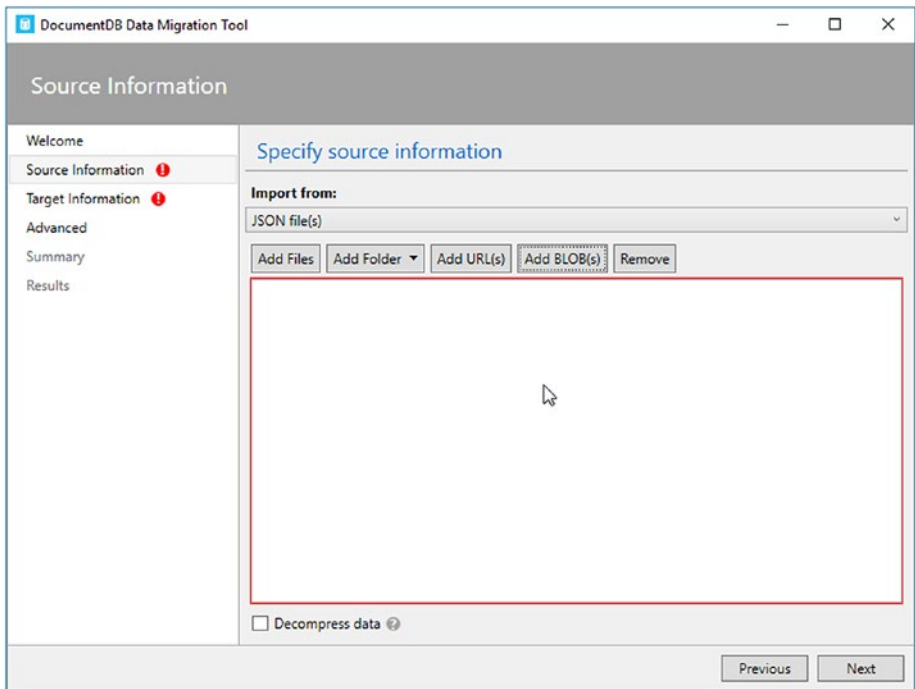 DocumentDB Data Migration Tool
Source Information
Welcome
Source Information
Target Information
Advanced
Summary
Results
Specify source information
Import from:
JSON file(s)
Add Files Add Folder Add URL(s) Add BLOB(s) Remove
Decompress data
Previous Next